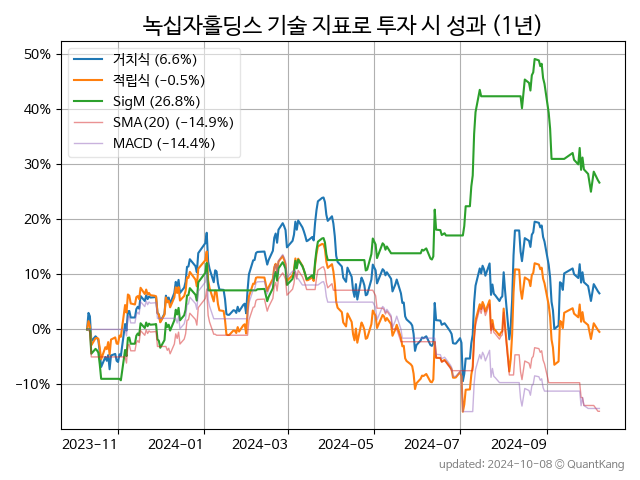 녹십자홀딩스 기술 지표로 투자 시 성과 (1년)
거치식 (6.6%)
적립식 (−0.5%)
SigM (26.8%)
SMA(20) (−14.9%)
MACD (−14.4%)
50%
40%
30%
20%
10%
0%
−10%
2023-11 2024-01 2024-03 2024-05 2024-07 2024-09
updated: 2024-10-08 © QuantKang